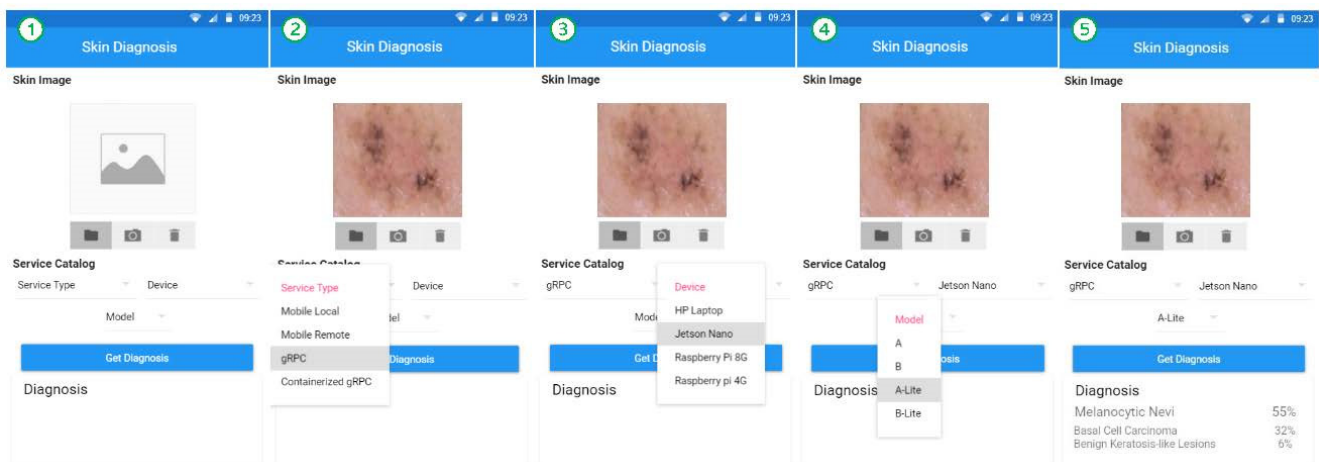 1
09:23
Skin Diagnosis
Skin Image
Service Catalog
Service Type Device
Model
Get Diagnosis
Diagnosis
2
09:23
Skin Diagnosis
Skin Image
Service Type
Device
Mobile Local
Mobile Remote
gRPC
Diagnosis
Containerized gRPC
3
09:23
Skin Diagnosis
Skin Image
Service Catalog
gRPC
Device
HP Laptop
Jetson Nano
Raspberry Pi 8G
Raspberry pi 4G
Diagnosis
4
09:23
Skin Diagnosis
Skin Image
Service Catalog
gRPC Jetson Nano
Model
A
B
A-Lite
B-Lite
Diagnosis
5
09:23
Skin Diagnosis
Skin Image
Service Catalog
gRPC Jetson Nano
A-Lite
Get Diagnosis
Diagnosis
Melanocytic Nevi 55%
Basal Cell Carcinoma 32%
Benign Keratosis-like Lesions 6%